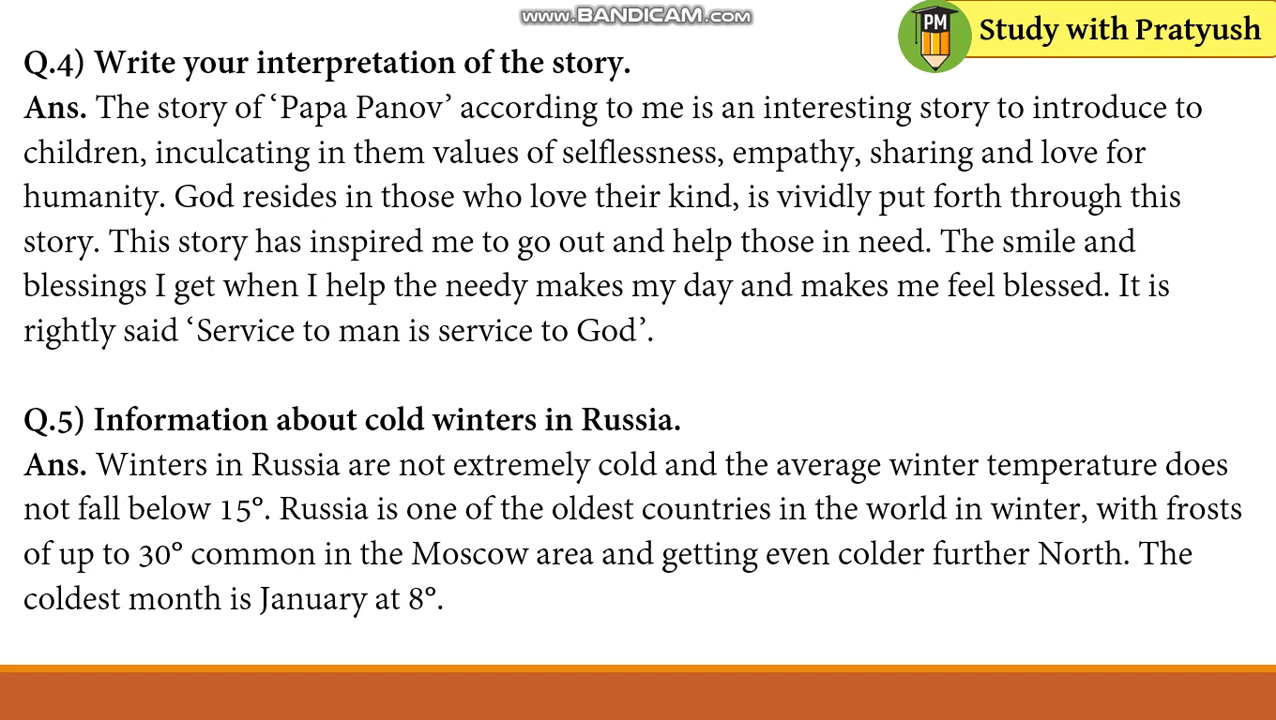 www.BANDICAM.com
PM
Study with Pratyush
Q.4) Write your interpretation of the story.
Ans. The story of ‘Papa Panov’ according to me is an interesting story to introduce to
children, inculcating in them values of selflessness, empathy, sharing and love for
humanity. God resides in those who love their kind, is vividly put forth through this
story. This story has inspired me to go out and help those in need. The smile and
blessings I get when I help the needy makes my day and makes me feel blessed. It is
rightly said ‘Service to man is service to God’.
Q.5) Information about cold winters in Russia.
Ans. Winters in Russia are not extremely cold and the average winter temperature does
not fall below 15°. Russia is one of the oldest countries in the world in winter, with frosts
of up to 30° common in the Moscow area and getting even colder further North. The
coldest month is January at 8°.